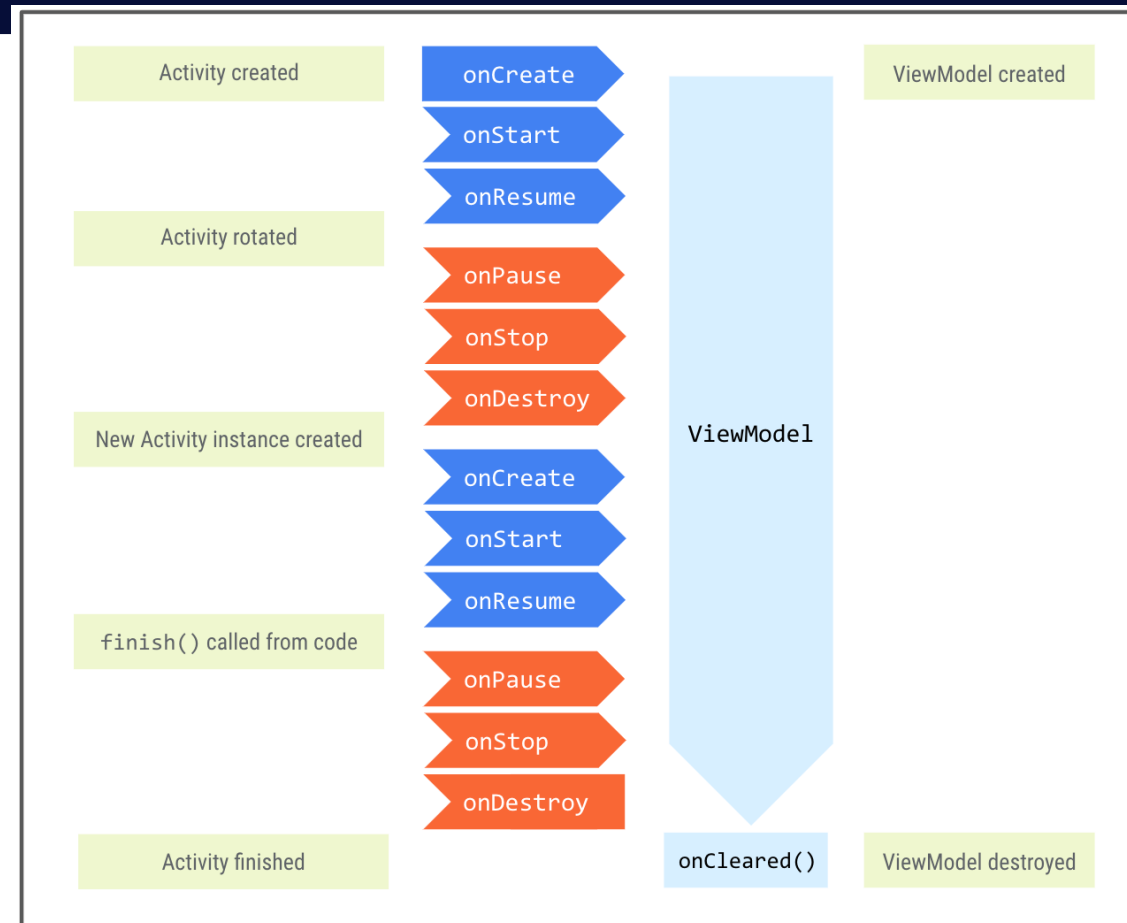 Activity created
onCreate
ViewModel created
onStart
onResume
Activity rotated
onPause
onStop
onDestroy
New Activity instance created
ViewModel
onCreate
onStart
onResume
finish() called from code
onPause
onStop
onDestroy
Activity finished
onCleared()
ViewModel destroyed